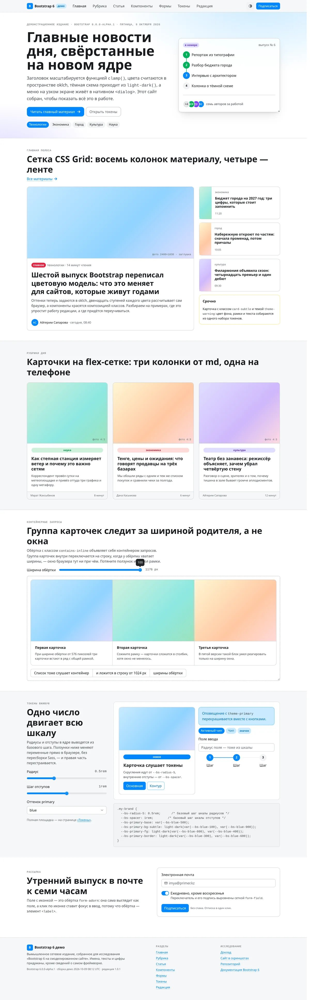 B Bootstrap 6 демо Главная Рубрика Статья Компоненты Формы Токены Редакция Подписаться
ДЕМОНСТРАЦИОННОЕ ИЗДАНИЕ · BOOTSTRAP 6.0.0-ALPHA.1 · ПЯТНИЦА, 9 ОКТЯБРЯ 2026
Главные новости
дня, свёрстанные
на новом ядре
Заголовок масштабируется функцией clamp(), цвета считаются в
пространстве oklch, тёмная схема приходит из light-dark(), а
меню на узком экране живёт в нативном <dialog>. Этот сайт
собран, чтобы показать всё это в работе.
Читать главный материал
Открыть токены
Технологии Экономика Город Культура Наука
в номере
выпуск № 6
1 Репортаж из типографии
2 Разбор бюджета города
3 Интервью с архитектором
4 Колонка о тёмной схеме
+4 ДК АС семь авторов за работой
ГЛАВНАЯ ПОЛОСА
Сетка CSS Grid: восемь колонок материалу, четыре —
ленте
Все материалы
фото 2400×1030 · заглушка
главное технологии · 14 минут чтения
Шестой выпуск Bootstrap переписал
цветовую модель: что это меняет
для сайтов, которые живут годами
Оттенки теперь задаются в oklch, двенадцать ступеней каждого цвета рассчитывает сам
браузер, а компоненты красятся композицией классов. Разбираем на примерах, где это
упростит работу редакции, а где придётся переучиваться.
АС Айгерим Сапарова · сегодня, 08:40
экономика
Бюджет города на 2027 год: три
цифры, которые стоит
запомнить
11:20
город
Набережную откроют по частям:
сначала променад, потом
причалы
10:05
культура
Филармония объявила сезон:
четырнадцать премьер и один
дебют
09:30
Срочно
Карточка с классом card-subtle и темой theme-
warning: цвет фона, рамки и текста собираются
из одного набора токенов.
РУБРИКИ ДНЯ
Карточки на flex-сетке: три колонки от md, одна на
телефоне
фото 4:3
наука
Как степная станция измеряет
ветер и почему это важно
сетям
Корреспондент провёл сутки на
метеоплощадке и привёз оттуда три графика и
одну метафору.
Марат Жаксыбеков 8 минут
фото 4:3
экономика
Тенге, цены и ожидания: что
говорят продавцы на трёх
базарах
Мы обошли ряды с одним и тем же списком
покупок и сравнили чеки за полгода.
Дана Касымова 6 минут
фото 4:3
культура
Театр без занавеса: режиссёр
объясняет, зачем убрал
четвёртую стену
Разговор о сцене, зрителях и о том, почему
тишина в зале бывает громче аплодисментов.
Айгерим Сапарова 12 минут
КОНТЕЙНЕРНЫЕ ЗАПРОСЫ
Группа карточек следит за шириной родителя, а не
окна
Обёртка с классом contains-inline объявляет себя контейнером запросов.
Группа карточек внутри переключается на строку, когда у обёртки хватает
ширины, — окно браузера тут ни при чём. Потяните ползунок рамки.
100
Ширина обёртки 1176 px
Первая карточка
При ширине обёртки от 576 пикселей три
карточки встают в ряд с общей рамкой.
Вторая карточка
Сожмите рамку — карточки сложатся в столбик,
хотя окно не менялось.
Третья карточка
В пятой версии такой блок умел реагировать
только на ширину окна.
Список тоже слушает контейнер и ложится в строку от 1024 px ширины обёртки
ТОКЕНЫ ВЖИВУЮ
Одно число
двигает всю
шкалу
Радиусы и отступы в ядре выводятся из
базового шага. Ползунки ниже меняют
переменные прямо в браузере, без
пересборки Sass, — и правая часть
перестраивается.
Радиус 0.5rem
Шаг отступов 1rem
Оттенок primary
blue
Полная площадка — на странице «Токены».
новое
Карточка слушает токены
Скругления идут от --bs-radius-5,
внутренние отступы — от --bs-spacer.
Основная Контур
Оповещение с theme-primary
перекрашивается вместе с кнопками.
Активный чип Чип значок
Поле ввода
Радиус поля — тоже из шкалы
1 2 3
Шаг Шаг Шаг
.my-brand {
--bs-radius-5: 0.5rem; /* базовый шаг шкалы радиусов */
--bs-spacer: 1rem; /* базовый шаг шкалы отступов */
--bs-primary-base: var(--bs-blue-500);
--bs-primary-bg-subtle: light-dark(var(--bs-blue-100), var(--bs-blue-900));
--bs-primary-fg: light-dark(var(--bs-blue-600), var(--bs-blue-400));
--bs-primary-border: light-dark(var(--bs-blue-300), var(--bs-blue-600));
}
РАССЫЛКА
Утренний выпуск в почте
к семи часам
Поле с иконкой — это обёртка form-adorn: она сама выглядит как
поле, а клик по иконке ставит фокус в ввод, потому что обёртка —
элемент <label>.
Электронная почта
imya@primer.kz
Ежедневно, кроме воскресенья
Переключатель и его подпись выровнены сеткой form-field.
Подписаться Без спама. Отписка в один клик.
B Bootstrap 6 демо
Вымышленное сетевое издание, собранное для исследования
«Bootstrap 6 на смоделированном сайте». Имена, тексты и цифры
придуманы, кроме сведений о самом фреймворке.
Bootstrap 6.0.0-alpha.1 · сборка демо 2026-10-09 08:12 UTC · редакция 1.0.1
РАЗДЕЛЫ
Главная
Рубрика
Статья
Компоненты
Формы
Токены
Редакция
ИССЛЕДОВАНИЕ
Доклад
Сайт в скриншотах
Репозиторий
Документация Bootstrap 6